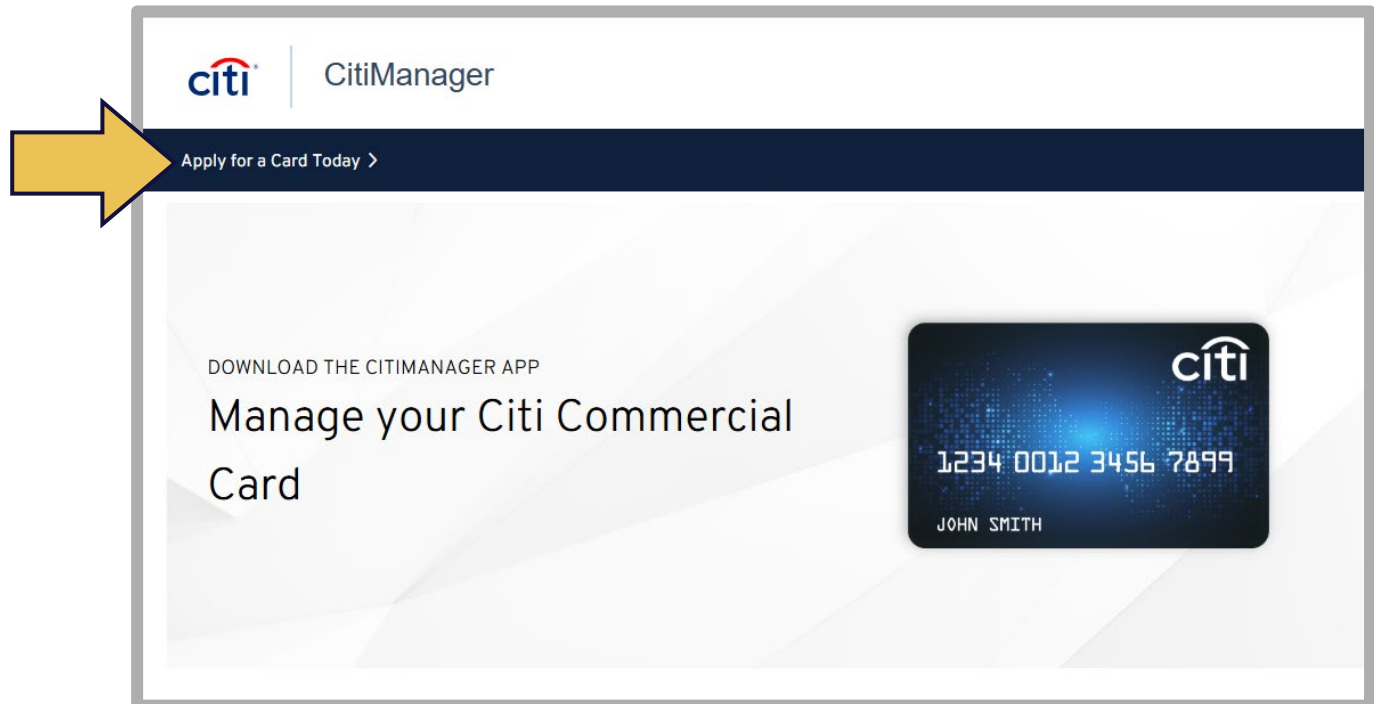 citi
CitiManager
Apply for a Card Today >
DOWNLOAD THE CITIMANAGER APP
Manage your Citi Commercial
Card
citi
1234 0012 3456 7899
JOHN SMITH